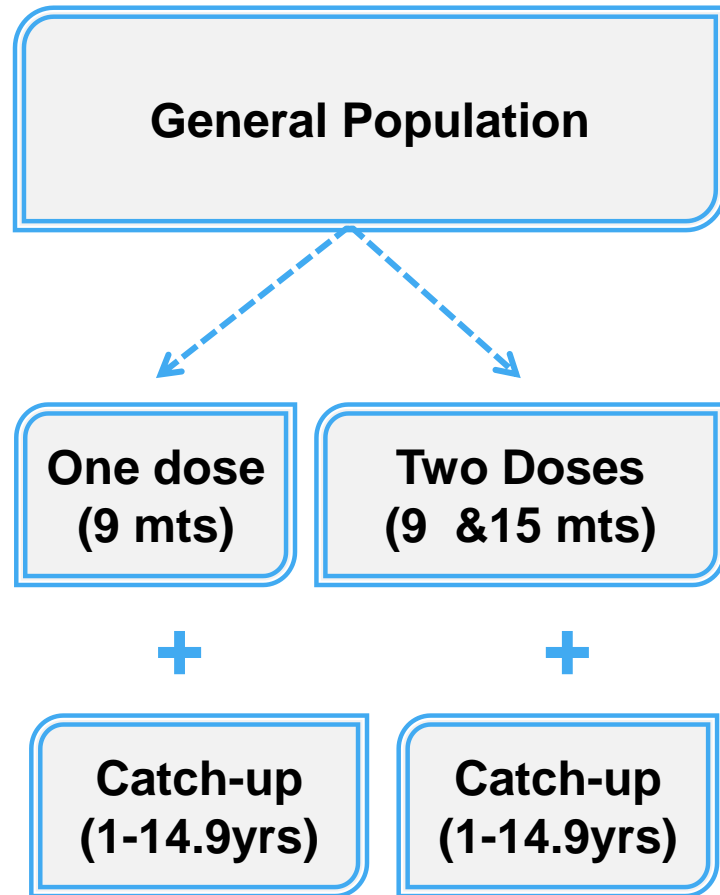 General Population
One dose
(9 mts)
Two Doses
(9 &15 mts)
+
+
Catch-up
(1-14.9yrs)
Catch-up
(1-14.9yrs)